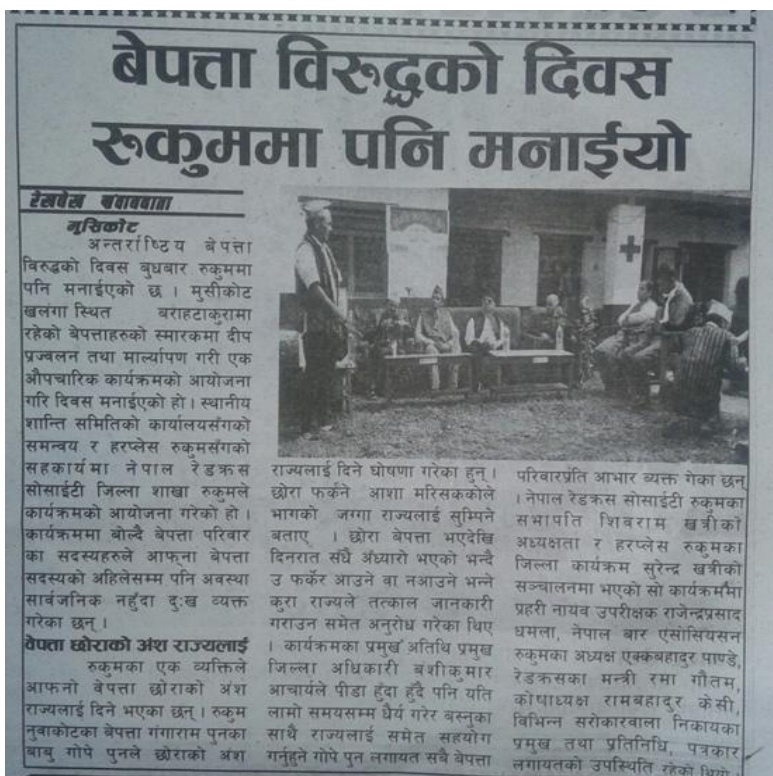 बेपत्ता विरुद्धको दिवस
रुकुममा पनि मनाईयो
रेखबेख
मूसिकोट
अन्तर्राष्ट्रिय बेपत्ता
विरुद्धको दिवस बुधबार रुकुममा
पनि मनाईएको छ । मुसीकोट
खलंगा स्थित बराहटाकुरामा
रहेको बेपत्ताहरुको स्मारकमा दीप
प्रज्वलन तथा मार्ल्यापण गरी एक
औपचारिक कार्यक्रमको आयोजना
गरि दिवस मनाईएको हो । स्थानीय
शान्ति समितिको कार्यालयसँगको
समन्वय र हरप्लेस रुकुमसँगको
सहकार्यमा नेपाल रेडक्रस
सोसाईटी जिल्ला शाखा रुकुमले
कार्यक्रमको आयोजना गरेको हो ।
कार्यक्रममा बोल्दै बेपत्ता परिवार
का सदस्यहरुले आफ्ना बेपत्ता
सदस्यको अहिलेसम्म पनि अवस्था
सार्वजनिक नहुँदा दुःख व्यक्त
गरेका छन् ।
वेपत्ता छोराको अंश राज्यलाई
रुकुमका एक व्यक्तिले
आफनो वेपत्ता छोराको अंश
राज्यलाई दिने भएका छन् । रुकुम
नुवाकोटका बेपत्ता गंगाराम पुनका
बाबु गोपे पुनले छोराको अंश
राज्यलाई दिने घोषणा गरेका हुन् ।
छोरा फर्कने आशा मरिसककोले
भागको जग्गा राज्यलाई सुम्पिने
बताए । छोरा बेपत्ता भएदेखि
दिनरात सधै अँध्यारो भएको भन्दै
उ फर्केर आउने वा नआउने भन्ने
कुरा राज्यले तत्काल जानकारी
गराउन समेत अनुरोध गरेका थिए
। कार्यक्रमका प्रमुख अतिथि प्रमुख
जिल्ला अधिकारी बशीकुमार
आचार्यले पीडा हुँदा हुँदै पनि यति
लामो समयसम्म धैर्य गरेर बस्नुका
साथै राज्यलाई समेत सहयोग
गर्नुहुने गोपे पुन लगायत सबै बेपत्ता
परिवारप्रति आभार ब्यक्त गेका छन्
। नेपाल रेडक्रस सोसाईटी रुकुमका
सभापति शिवराम खत्रीको
अध्यक्षता र हरप्लेस रुकुमका
जिल्ला कार्यक्रम सुरेन्द्र खत्रीको
सञ्चालनमा भएको सो कार्यक्रममा
प्रहरी नायव उपरीक्षक राजेन्द्रप्रसाद
धमला, नेपाल बार एसोसियसन
रुकुमका अध्यक्ष एक्कबहादुर पाण्डे,
रेडक्रसका मन्त्री रमा गौतम,
कोषाध्यक्ष रामबहादुर केसी,
विभिन्न सरोकारवाला निकायका
प्रमुख तथा प्रतिनिधि, पत्रकार
लगायतको उपस्थिति रहेको थियो